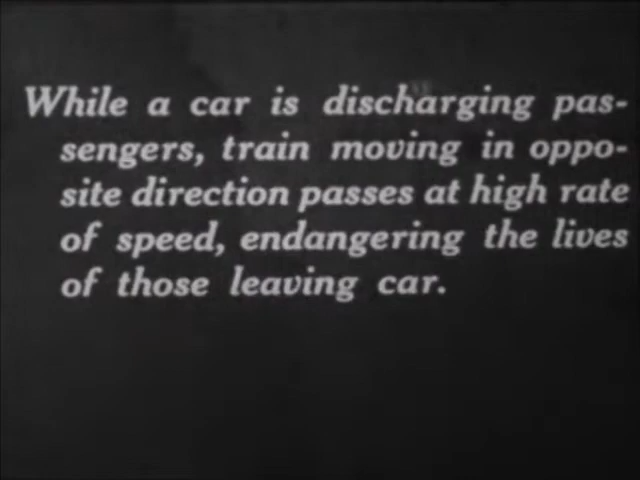 While a car is discharging pas-
sengers, train moving in oppo-
site direction passes at high rate
of speed, endangering the lives
of those leaving car.